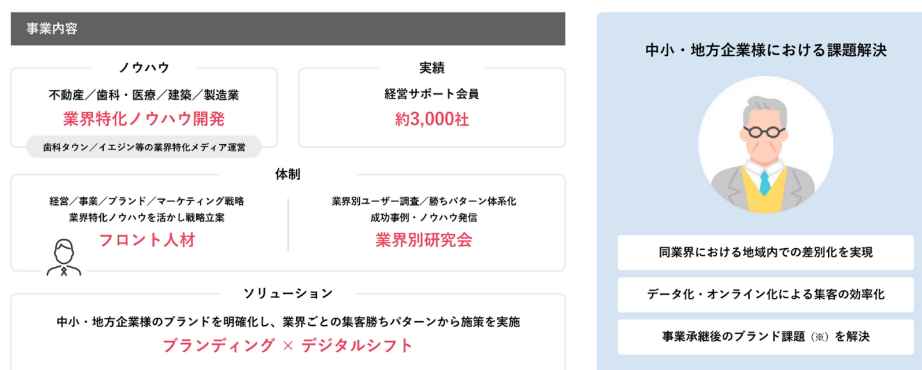 事業内容
ノウハウ
不動産／歯科・医療／建築／製造業
業界特化ノウハウ開発
歯科タウン／イエジン等の業界特化メディア運営
実績
経営サポート会員
約3,000社
体制
経営／事業／ブランド／マーケティング戦略
業界特化ノウハウを活かし戦略立案
フロント人材
業界別ユーザー調査／勝ちパターン体系化
成功事例・ノウハウ発信
業界別研究会
ソリューション
中小・地方企業様のブランドを明確化し、業界ごとの集客勝ちパターンから施策を実施
ブランディング × デジタルシフト
中小・地方企業様における課題解決
同業界における地域内での差別化を実現
データ化・オンライン化による集客の効率化
事業承継後のブランド課題（※）を解決